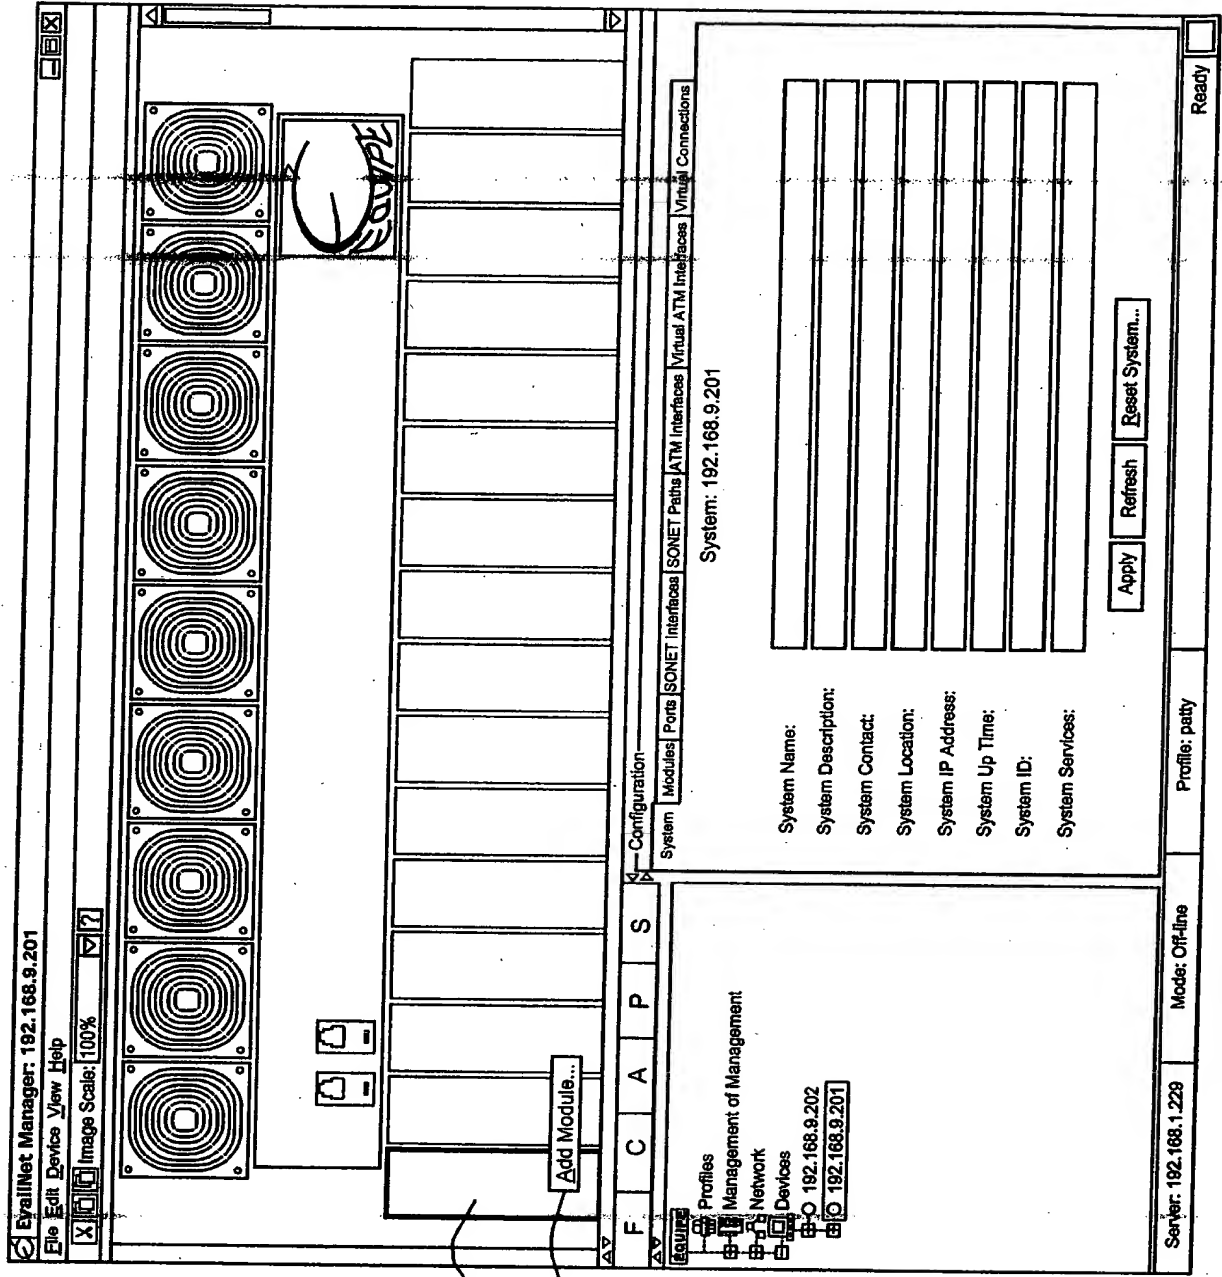 EvailNet Manager: 192.168.9.201
File Edit Device View Help
X Image Scale: 100% ?
Add Module...
F C A P S
EQUIPE
Profiles
Management of Management
Network
Devices
192.168.9.202
192.168.9.201
Configuration
System Modules Ports SONET Interfaces SONET Paths ATM Interfaces Virtual ATM Interfaces Virtual Connections
System: 192.168.9.201
System Name:
System Description:
System Contact:
System Location:
System IP Address:
System Up Time:
System ID:
System Services:
Apply Refresh Reset System...
Server: 192.168.1.229 Mode: Off-line Profile: patty Ready